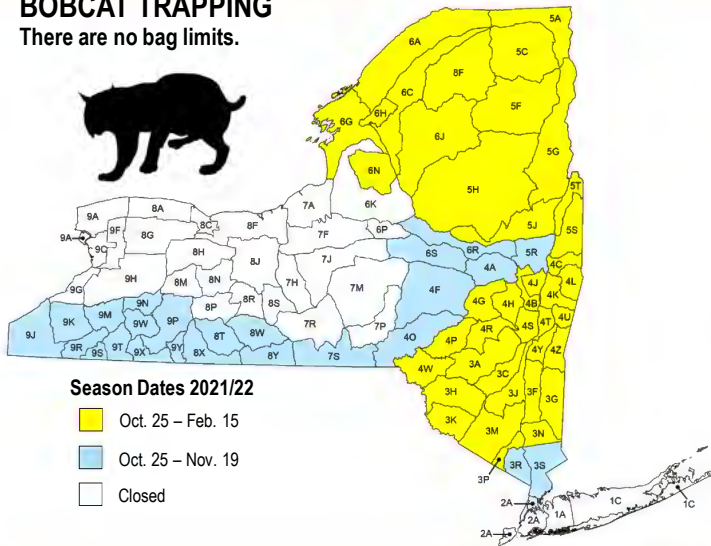 BOBCAT TRAPPING
There are no bag limits.
5A
6A
5C
8F
6C
5F
6H
6G
6J
5G
6N
5H
5T
7A
6K
8A
9A
5J
5S
8C
8F
9F
7F
6P
8G
9A
9C
6S
6R
5R
8H
8J
7J
4A
4C
9H
8M
8N
7H
7M
4F
4J
4L
9G
4G
4H
4B
4K
9N
8R
8S
8P
9M
9K
9P
9W
7R
7P
4R
4S
4T
4U
9J
8T
8W
4O
4P
4Y
4Z
9R
9S
9T
9X
9Y
8X
8Y
7S
4W
3A
3C
Season Dates 2021/22
3H
3J
3F
3G
Oct. 25 – Feb. 15
3K
3M
3N
Oct. 25 – Nov. 19
3R
3S
3P
Closed
2A
1C
1C
2A
1A
2A